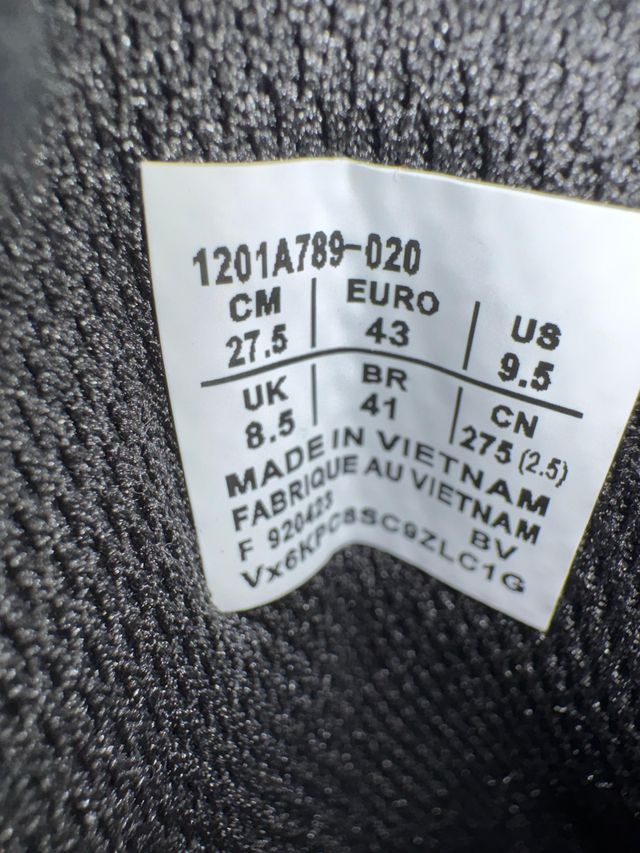 1201A789-020
CM | EURO | US
27.5 | 43 | 9.5
UK | BR | CN
8.5 | 41 | 275 (2.5)
MADE IN VIETNAM
FABRIQUE AU VIETNAM
F 920423 BV
Vx6KPC8SC9ZLC1G